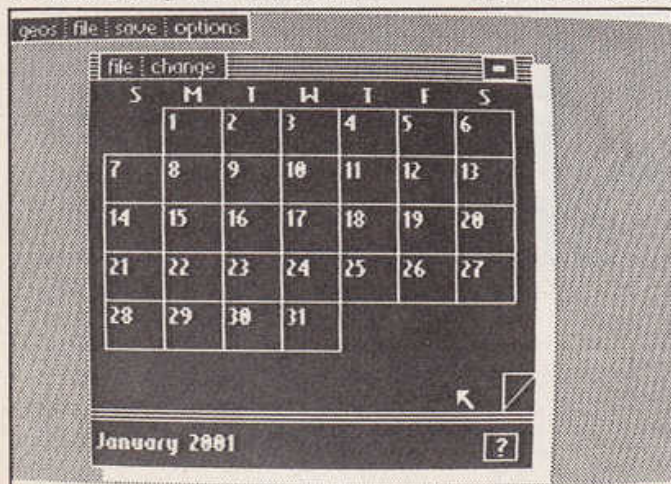 geos file save options
file change
S M T W T F S
1 2 3 4 5 6
7 8 9 10 11 12 13
14 15 16 17 18 19 20
21 22 23 24 25 26 27
28 29 30 31
January 2001
?